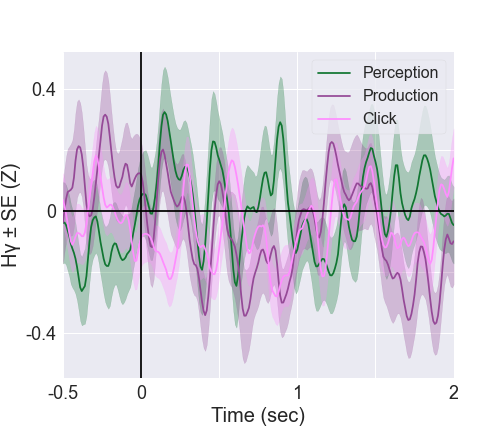 Perception
Production
Click
0.4
0
-0.4
Hγ ± SE (Z)
-0.5 0 1 2
Time (sec)